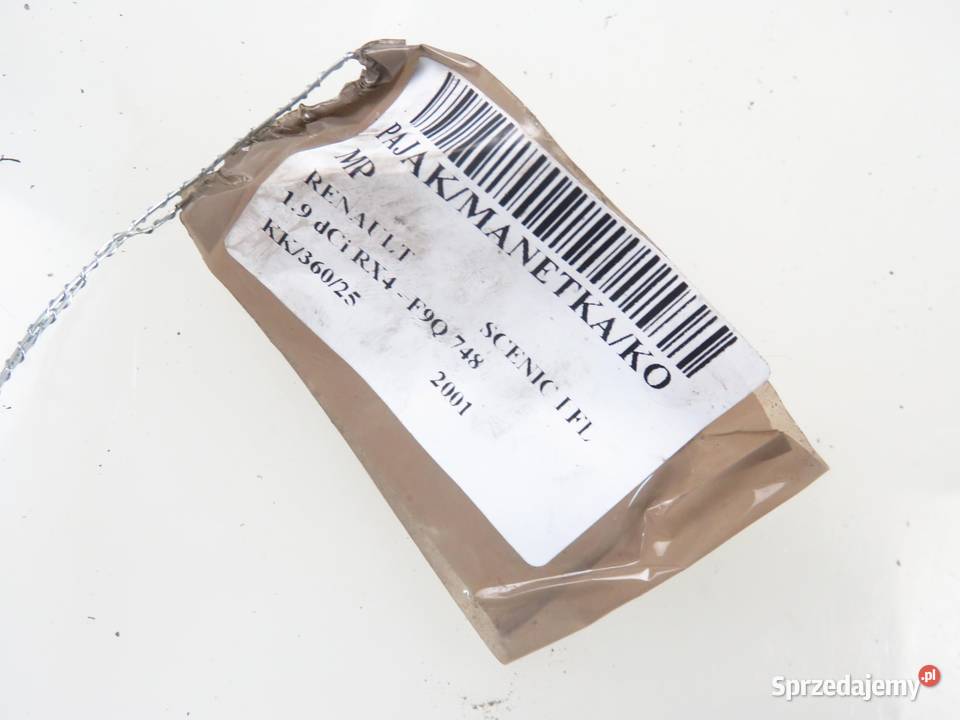 PAJAK/MANETKA/KO
MP
RENAULT SCENIC I FL
1.9 dCi RX4 - F9Q 748
KK/360/25 2001
Sprzedajemy.pl